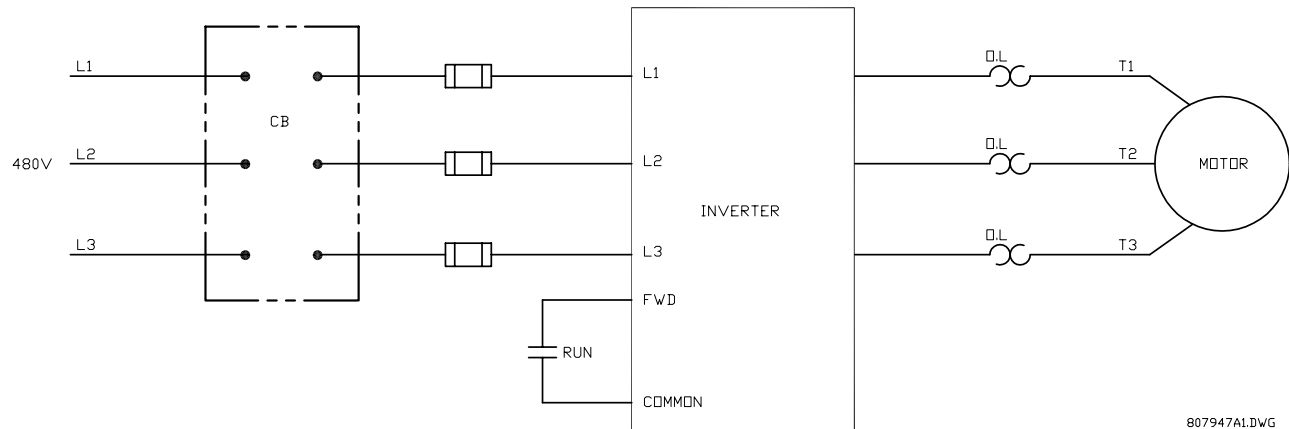 L1
L1
O.L
T1
CB
480V
L2
L2
O.L
T2
MOTOR
INVERTER
L3
L3
O.L
T3
FWD
RUN
COMMON
807947A1.DWG